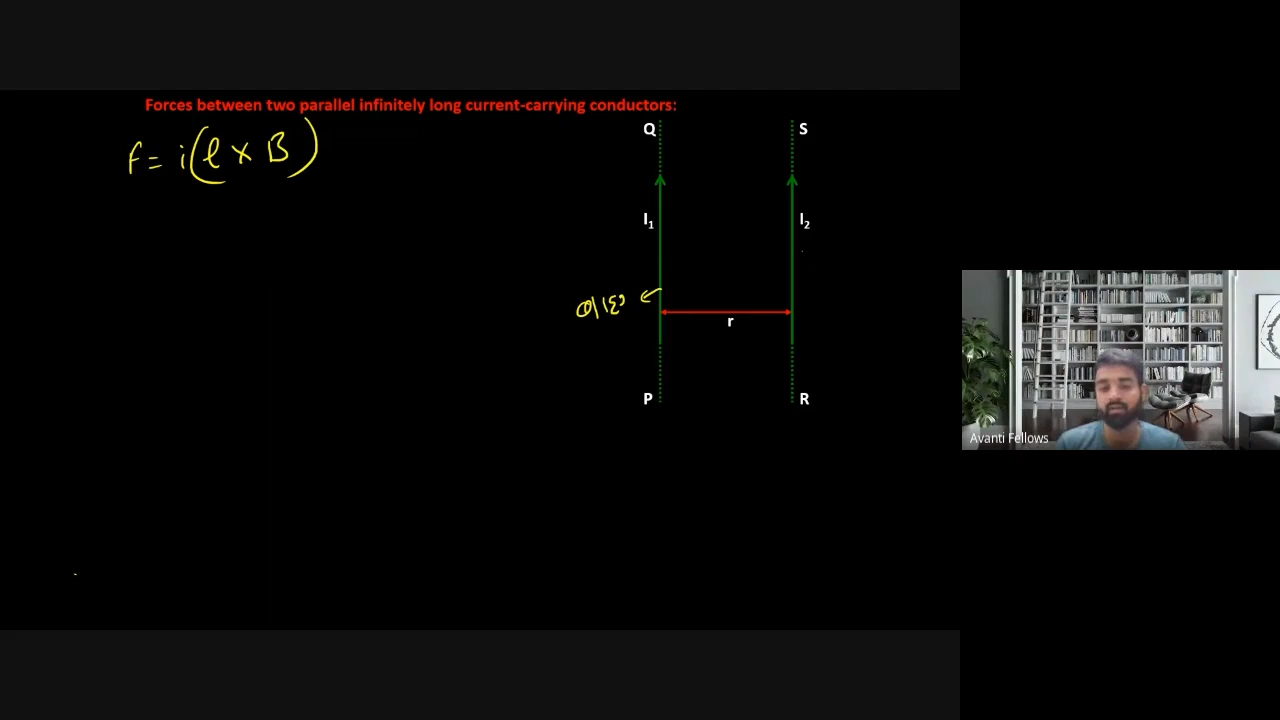 Forces between two parallel infinitely long current-carrying conductors:
F = i(l × B)
Q
S
I₁
I₂
r
P
R
Avanti Fellows